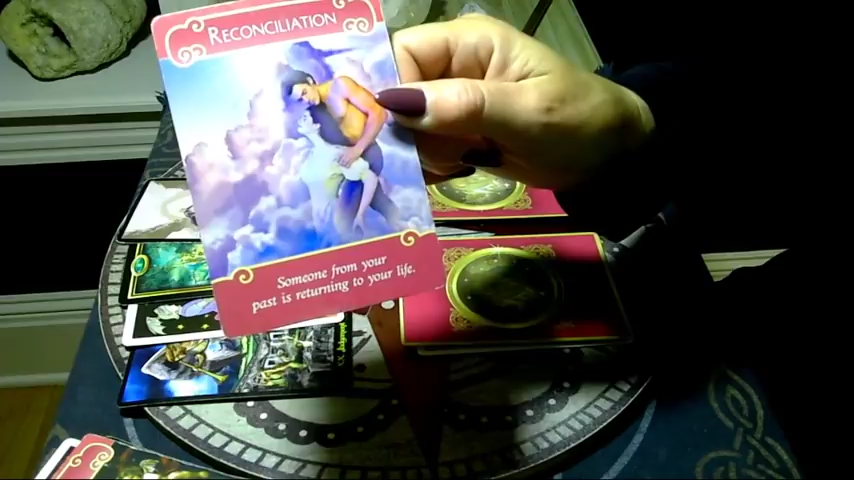 RECONCILIATION
Someone from your
past is returning to your life.